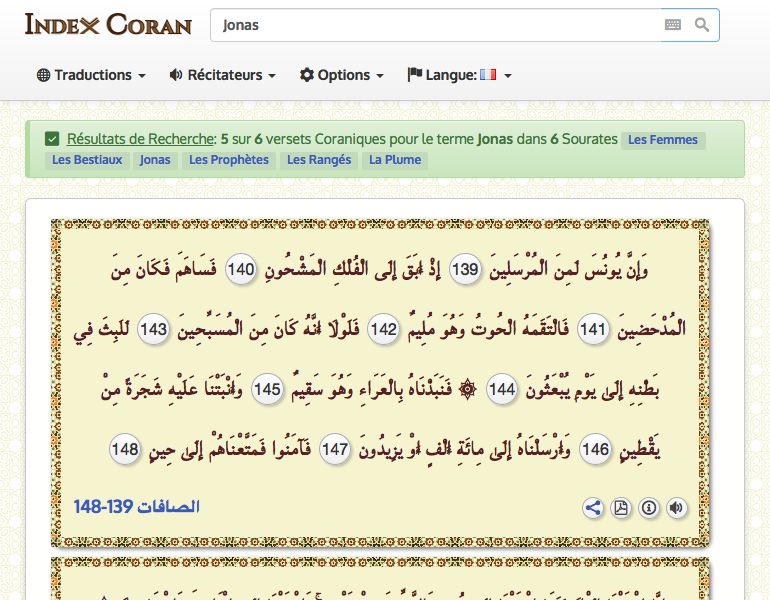 INDEX CORAN
Jonas
Traductions Récitateurs Options Langue:
Résultats de Recherche: 5 sur 6 versets Coraniques pour le terme Jonas dans 6 Sourates Les Femmes
Les Bestiaux Jonas Les Prophètes Les Rangés La Plume
وَإِنَّ يُونُسَ لَمِنَ الْمُرْسَلِينَ 139 إِذْ أَبَقَ إِلَى الْفُلْكِ الْمَشْحُونِ 140 فَسَاهَمَ فَكَانَ مِنَ
الْمُدْحَضِينَ 141 فَالْتَقَمَهُ الْحُوتُ وَهُوَ مُلِيمٌ 142 فَلَوْلَا أَنَّهُ كَانَ مِنَ الْمُسَبِّحِينَ 143 لَلَبِثَ فِي
بَطْنِهِ إِلَىٰ يَوْمِ يُبْعَثُونَ 144 ۞ فَنَبَذْنَاهُ بِالْعَرَاءِ وَهُوَ سَقِيمٌ 145 وَأَنْبَتْنَا عَلَيْهِ شَجَرَةً مِنْ
يَقْطِينٍ 146 وَأَرْسَلْنَاهُ إِلَىٰ مِائَةِ أَلْفٍ أَوْ يَزِيدُونَ 147 فَآمَنُوا فَمَتَّعْنَاهُمْ إِلَىٰ حِينٍ 148
الصافات 139-148